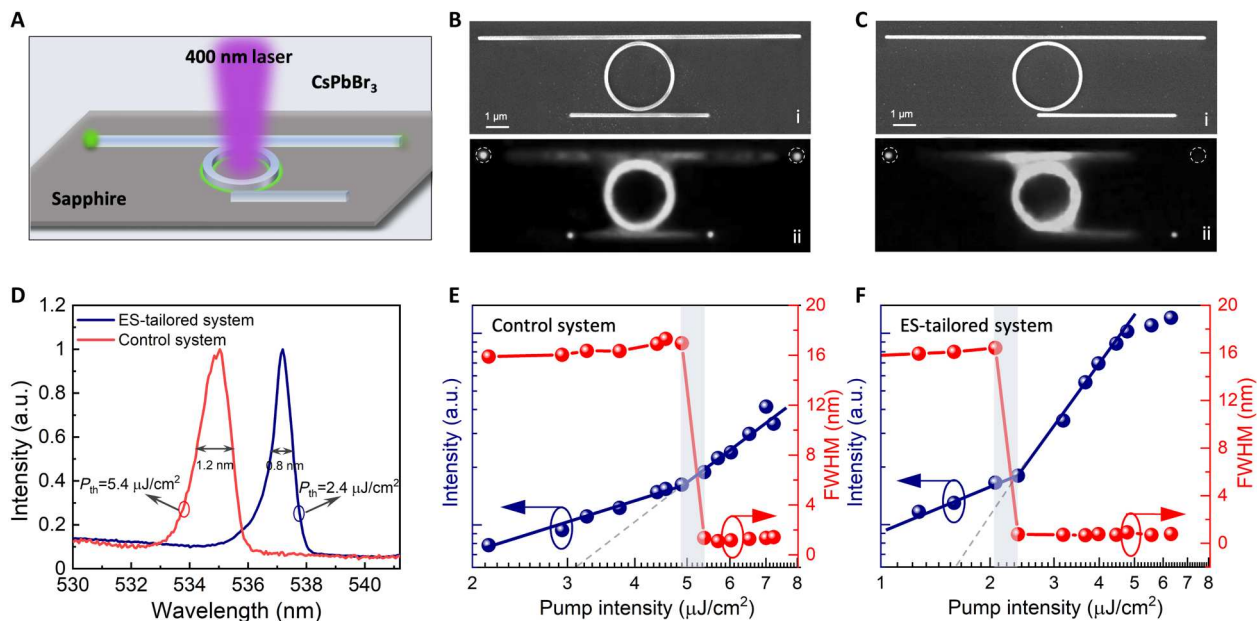 A
400 nm laser
CsPbBr₃
Sapphire
B
1 μm
i
ii
C
1 μm
i
ii
D
Intensity (a.u.)
1.2
1
0.8
0.6
0.4
0.2
0
ES-tailored system
Control system
1.2 nm
0.8 nm
Pth=5.4 μJ/cm²
Pth=2.4 μJ/cm²
530 532 534 536 538 540
Wavelength (nm)
E
Control system
Intensity (a.u.)
20
16
12
8
4
0
FWHM (nm)
2 3 4 5 6 7 8
Pump intensity (μJ/cm²)
F
ES-tailored system
Intensity (a.u.)
20
16
12
8
4
0
FWHM (nm)
1 2 3 4 5 6 7 8
Pump intensity (μJ/cm²)